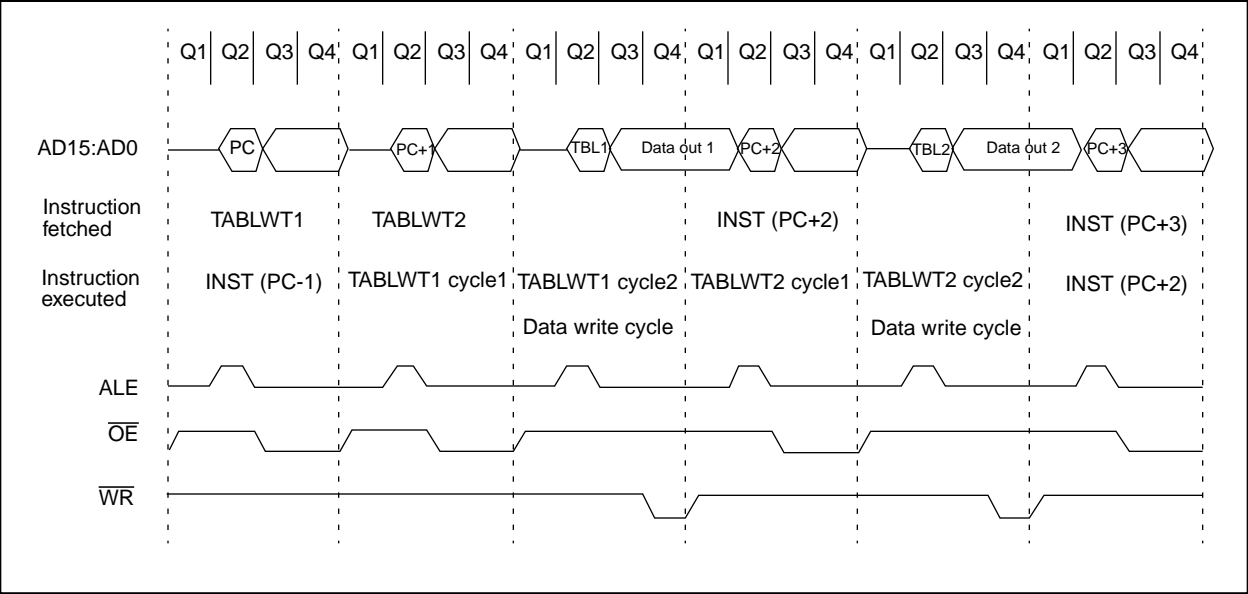 Q1 Q2 Q3 Q4 Q1 Q2 Q3 Q4 Q1 Q2 Q3 Q4 Q1 Q2 Q3 Q4 Q1 Q2 Q3 Q4 Q1 Q2 Q3 Q4
AD15:AD0 PC PC+1 TBL1 Data out 1 PC+2 TBL2 Data out 2 PC+3
Instruction
fetched
TABLWT1 TABLWT2 INST (PC+2) INST (PC+3)
Instruction
executed
INST (PC-1) TABLWT1 cycle1 TABLWT1 cycle2 TABLWT2 cycle1 TABLWT2 cycle2 INST (PC+2)
Data write cycle Data write cycle
ALE
OE
WR